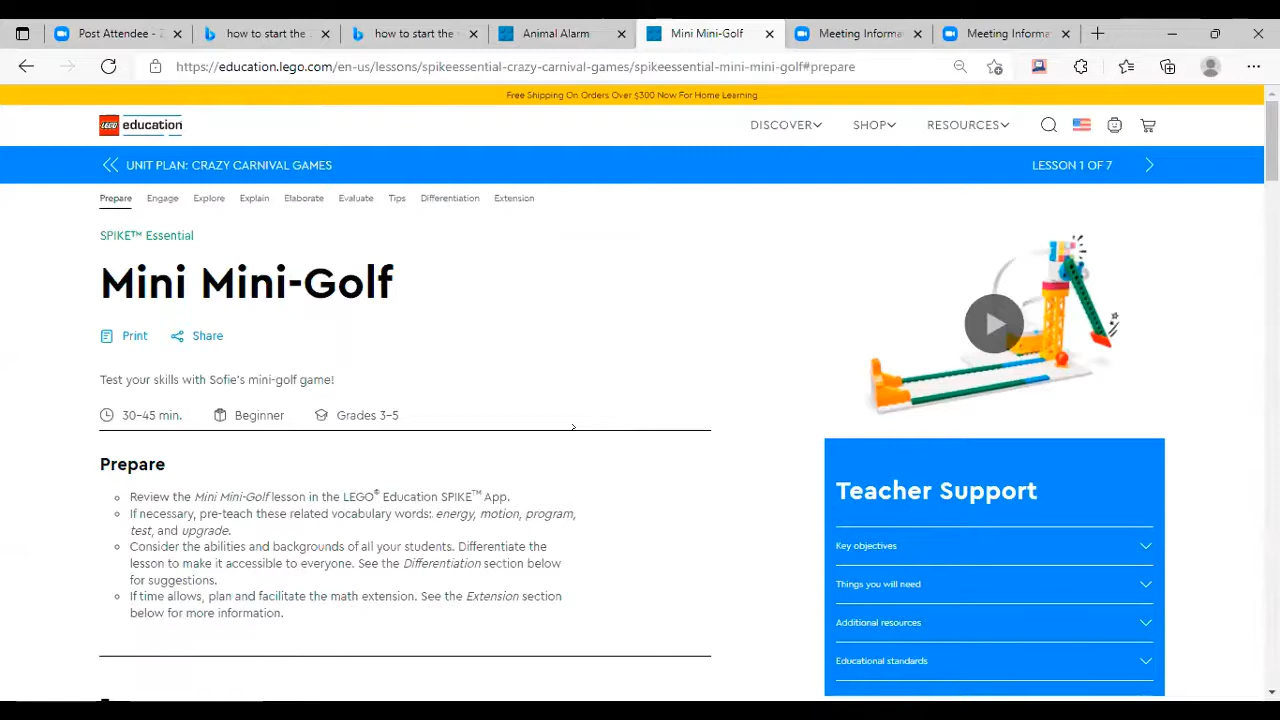 Post Attendee - Z
how to start the
how to start the
Animal Alarm
Mini Mini-Golf
Meeting Informa
Meeting Informa
https://education.lego.com/en-us/lessons/spikeessential-crazy-carnival-games/spikeessential-mini-mini-golf#prepare
Free Shipping On Orders Over $300 Now For Home Learning.
LEGO education
DISCOVER SHOP RESOURCES
UNIT PLAN: CRAZY CARNIVAL GAMES
LESSON 1 OF 7
Prepare Engage Explore Explain Elaborate Evaluate Tips Differentiation Extension
SPIKE™ Essential
Mini Mini-Golf
Print Share
Test your skills with Sofie's mini-golf game!
30-45 min. Beginner Grades 3-5
Prepare
Review the Mini Mini-Golf lesson in the LEGO® Education SPIKE™ App.
If necessary, pre-teach these related vocabulary words: energy, motion, program,
test, and upgrade.
Consider the abilities and backgrounds of all your students. Differentiate the
lesson to make it accessible to everyone. See the Differentiation section below
for suggestions.
If time allows, plan and facilitate the math extension. See the Extension section
below for more information.
Teacher Support
Key objectives
Things you will need
Additional resources
Educational standards